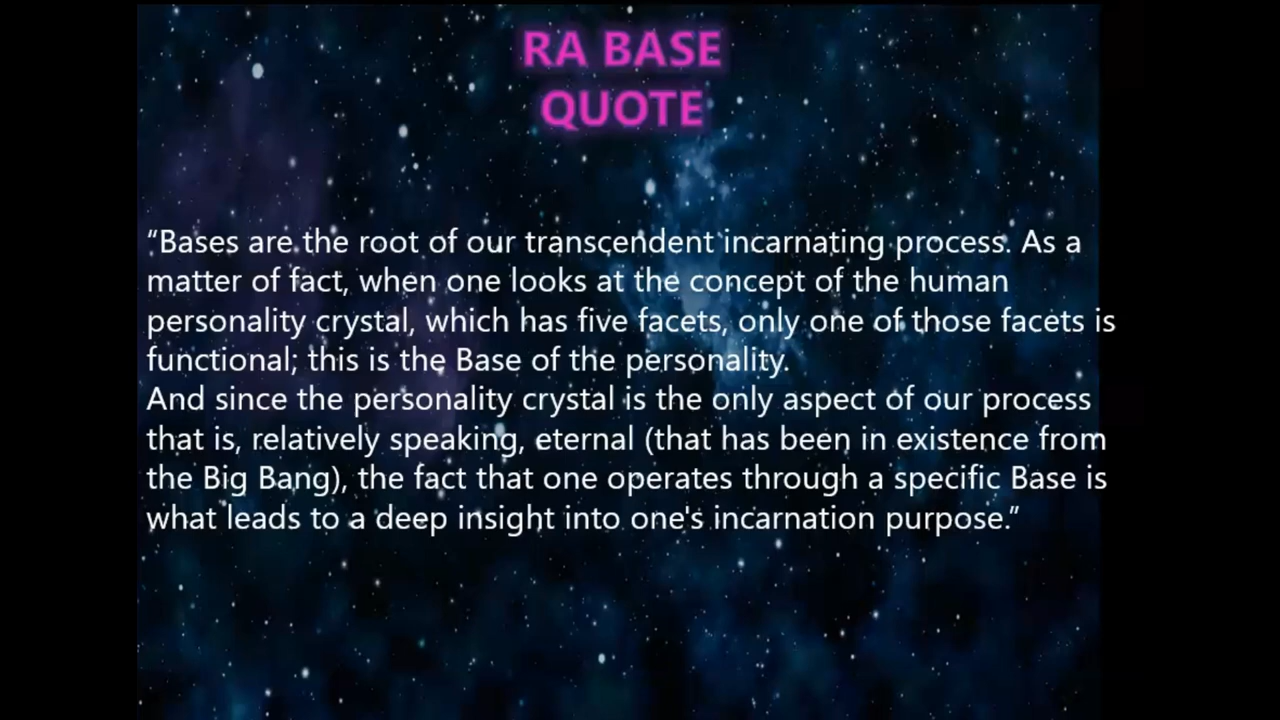 RA BASE
QUOTE
“Bases are the root of our transcendent incarnating process. As a
matter of fact, when one looks at the concept of the human
personality crystal, which has five facets, only one of those facets is
functional; this is the Base of the personality.
And since the personality crystal is the only aspect of our process
that is, relatively speaking, eternal (that has been in existence from
the Big Bang), the fact that one operates through a specific Base is
what leads to a deep insight into one's incarnation purpose.”